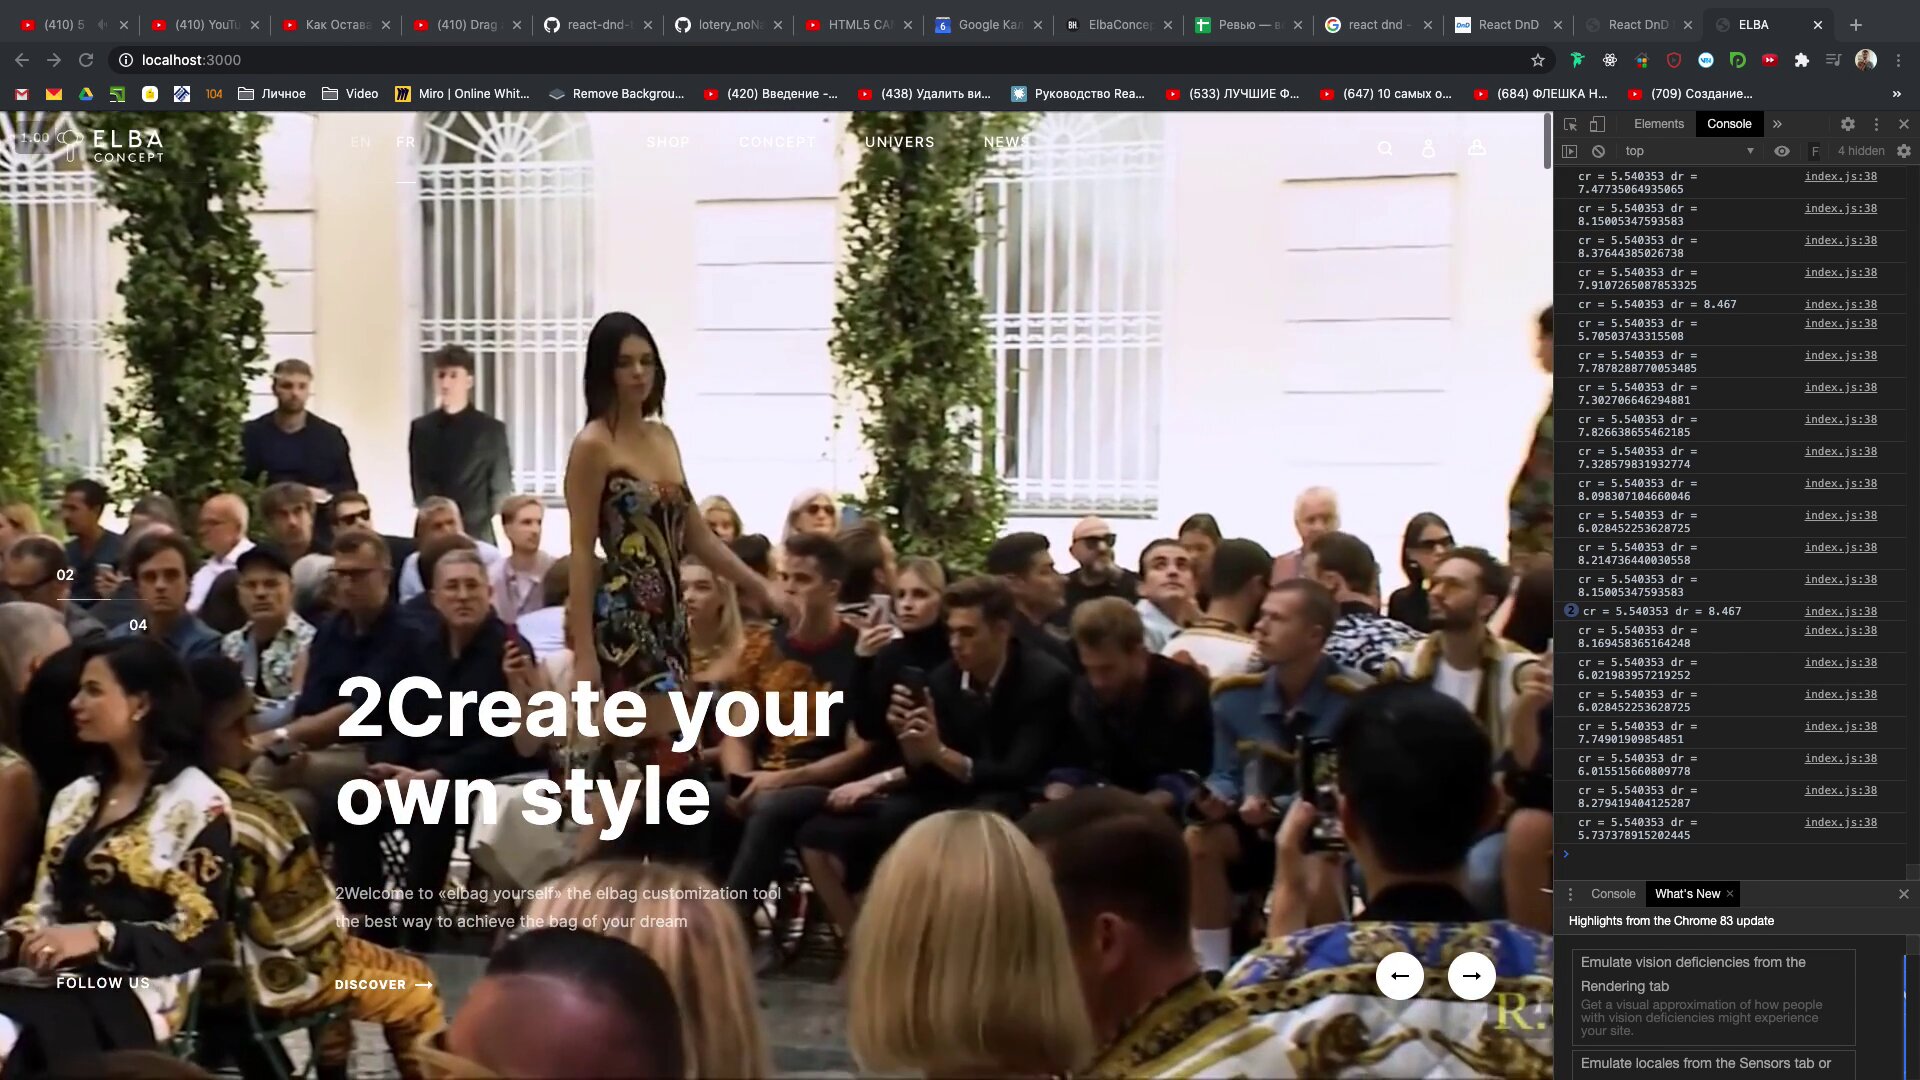 (410) 5
(410) YouTu
Как Остава
(410) Drag
react-dnd-t
lotery_noNa
HTML5 CAN
Google Кал
ElbaConcep
Ревью — ва
react dnd -
React DnD
React DnD
ELBA
localhost:3000
104
Личное
Video
Miro | Online Whit...
Remove Backgrou...
(420) Введение -...
(438) Удалить ви...
Руководство Rea...
(533) ЛУЧШИЕ Ф...
(647) 10 самых о...
(684) ФЛЕШКА Н...
(709) Создание...
»
1.00
ELBA
CONCEPT
EN FR
SHOP CONCEPT UNIVERS NEWS
02
04
2Create your
own style
2Welcome to «elbag yourself» the elbag customization tool
the best way to achieve the bag of your dream
FOLLOW US
DISCOVER
R.
Elements Console »
top 4 hidden
cr = 5.540353 dr = index.js:38
7.47735064935065
cr = 5.540353 dr = index.js:38
8.15005347593583
cr = 5.540353 dr = index.js:38
8.37644385026738
cr = 5.540353 dr = index.js:38
7.9107265087853325
cr = 5.540353 dr = 8.467 index.js:38
cr = 5.540353 dr = index.js:38
5.70503743315508
cr = 5.540353 dr = index.js:38
7.7878288770053485
cr = 5.540353 dr = index.js:38
7.302706646294881
cr = 5.540353 dr = index.js:38
7.826638655462185
cr = 5.540353 dr = index.js:38
7.328579831932774
cr = 5.540353 dr = index.js:38
8.098307104660046
cr = 5.540353 dr = index.js:38
6.028452253628725
cr = 5.540353 dr = index.js:38
8.214736440030558
cr = 5.540353 dr = index.js:38
8.15005347593583
2 cr = 5.540353 dr = 8.467 index.js:38
cr = 5.540353 dr = index.js:38
8.169458365164248
cr = 5.540353 dr = index.js:38
6.021983957219252
cr = 5.540353 dr = index.js:38
6.028452253628725
cr = 5.540353 dr = index.js:38
7.74901909854851
cr = 5.540353 dr = index.js:38
6.015515660809778
cr = 5.540353 dr = index.js:38
8.279419404125287
cr = 5.540353 dr = index.js:38
5.737378915202445
Console What's New
Highlights from the Chrome 83 update
Emulate vision deficiencies from the
Rendering tab
Get a visual approximation of how people
with vision deficiencies might experience
your site.
Emulate locales from the Sensors tab or